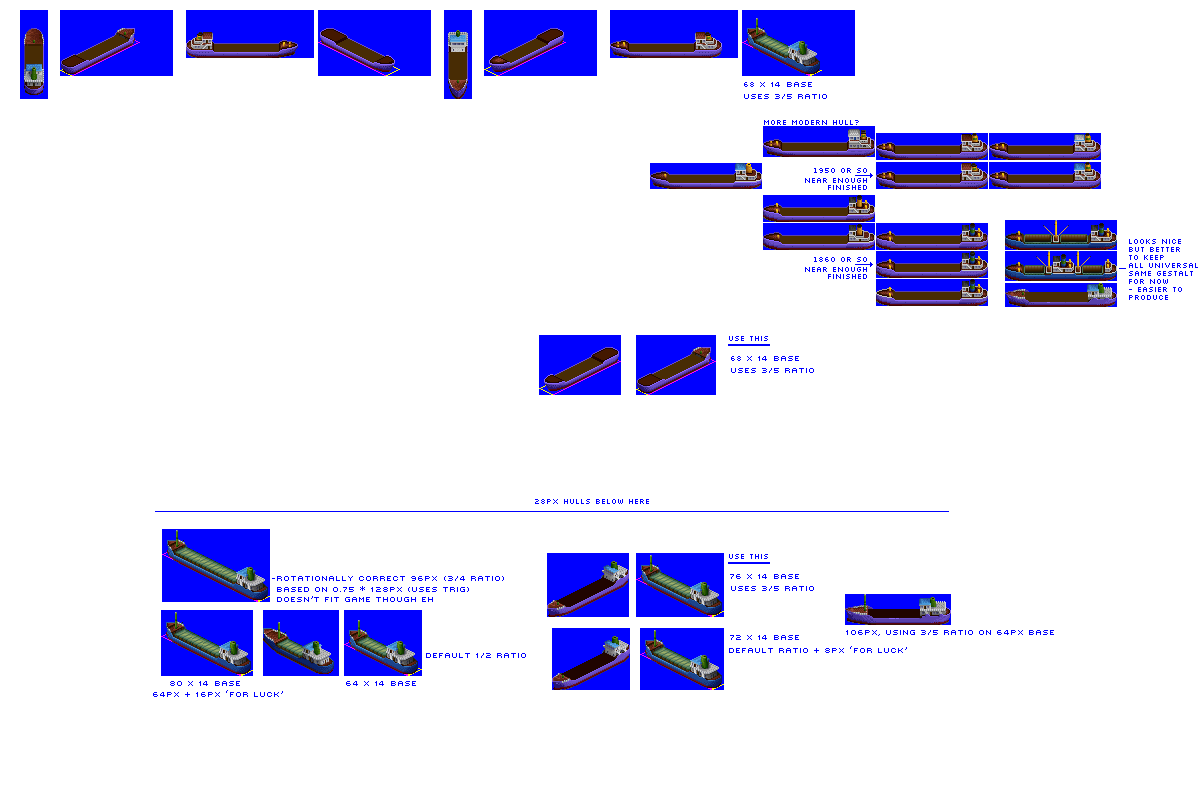 68 X 14 BASE
USES 3/5 RATIO
MORE MODERN HULL?
1950 OR SO
NEAR ENOUGH
FINISHED
1860 OR SO
NEAR ENOUGH
FINISHED
LOOKS NICE
BUT BETTER
TO KEEP
ALL UNIVERSAL
SAME GESTALT
FOR NOW
- EASIER TO
PRODUCE
USE THIS
68 X 14 BASE
USES 3/5 RATIO
28PX HULLS BELOW HERE
-ROTATIONALLY CORRECT 96PX (3/4 RATIO)
BASED ON 0.75 * 128PX (USES TRIG)
DOESN'T FIT GAME THOUGH EH
DEFAULT 1/2 RATIO
80 X 14 BASE
64PX + 16PX 'FOR LUCK'
64 X 14 BASE
USE THIS
76 X 14 BASE
USES 3/5 RATIO
72 X 14 BASE
DEFAULT RATIO + 8PX 'FOR LUCK'
106PX, USING 3/5 RATIO ON 64PX BASE